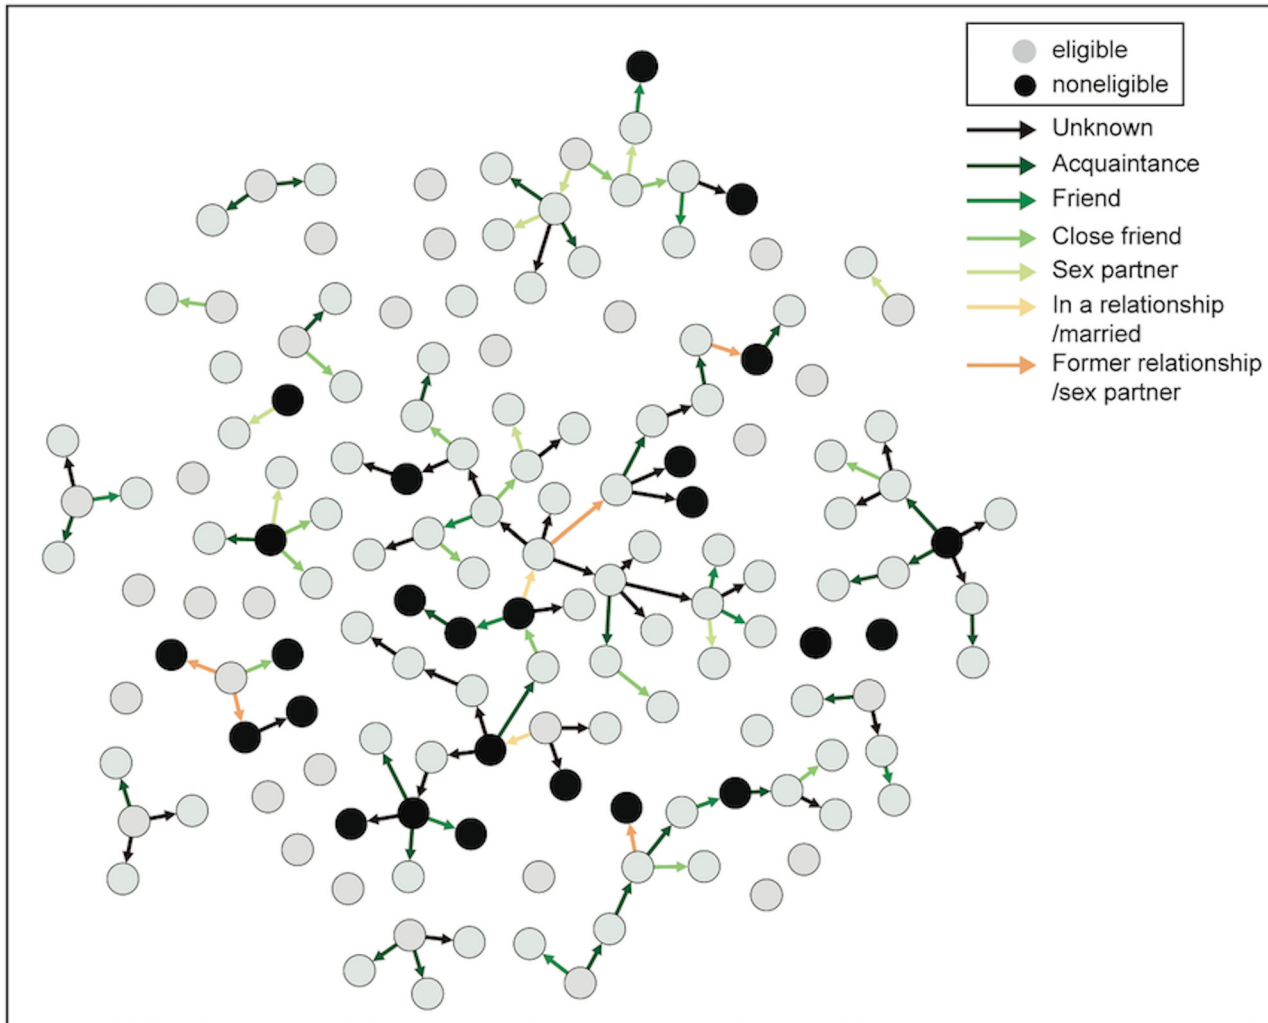 eligible
noneligible
Unknown
Acquaintance
Friend
Close friend
Sex partner
In a relationship
/married
Former relationship
/sex partner